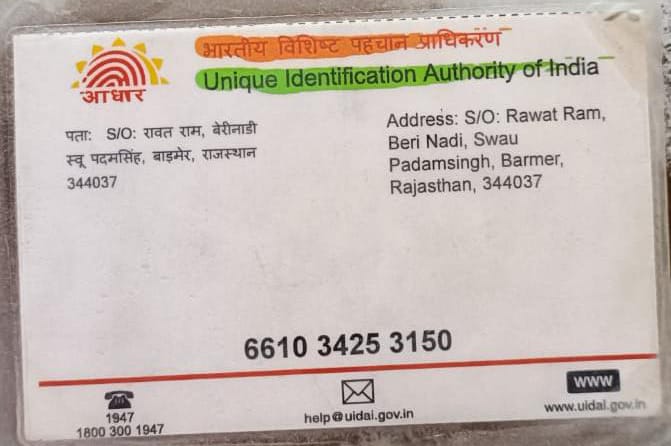 भारतीय विशिष्ट पहचान प्राधिकरण
Unique Identification Authority of India
आधार
पता: S/O: रावत राम, बेरीनाडी
स्वू पदमसिंह, बाड़मेर, राजस्थान
344037
Address: S/O: Rawat Ram,
Beri Nadi, Swau
Padamsingh, Barmer,
Rajasthan, 344037
6610 3425 3150
1947
1800 300 1947
help@uidai.gov.in
www
www.uidai.gov.in